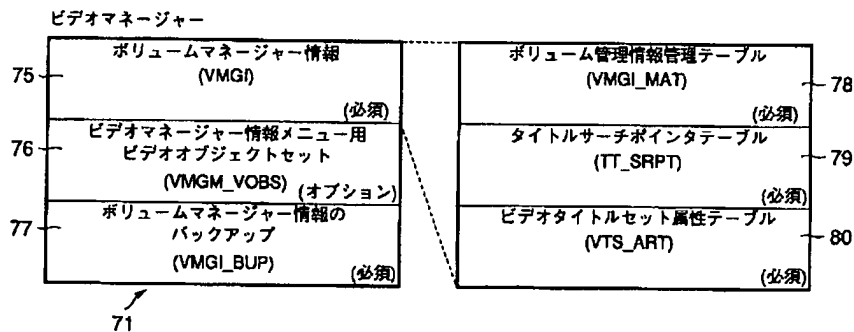 ビデオマネージャー
75
ボリュームマネージャー情報
(VMGI)
(必須)
76
ビデオマネージャー情報メニュー用
ビデオオブジェクトセット
(VMGM_VOBS)
(オプション)
77
ボリュームマネージャー情報の
バックアップ
(VMGI_BUP)
(必須)
71
ボリューム管理情報管理テーブル
(VMGI_MAT)
(必須)
78
タイトルサーチポインタテーブル
(TT_SRPT)
(必須)
79
ビデオタイトルセット属性テーブル
(VTS_ART)
(必須)
80